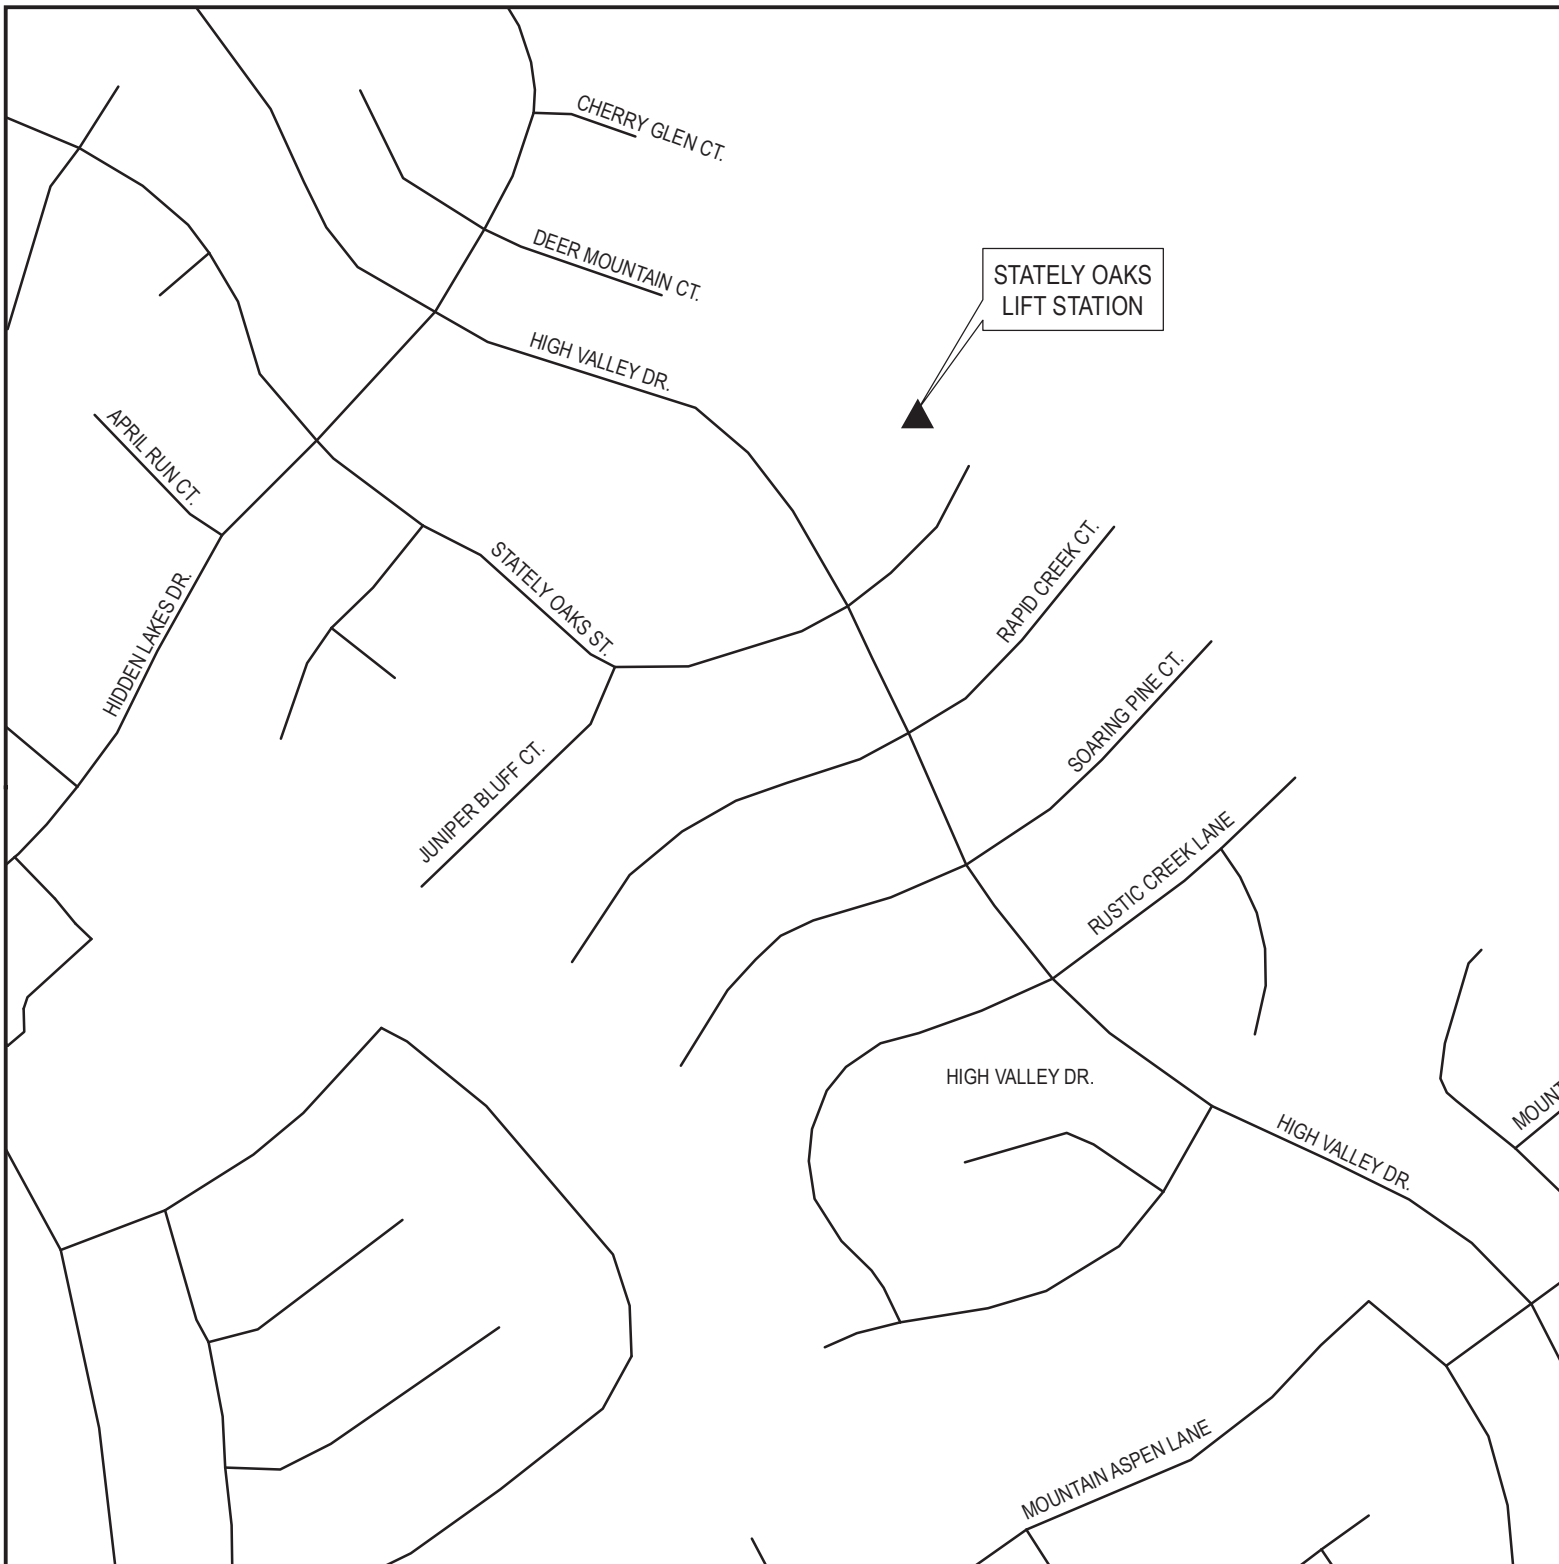 CHERRY GLEN CT.
DEER MOUNTAIN CT.
STATELY OAKS
LIFT STATION
HIGH VALLEY DR.
APRIL RUN CT.
STATELY OAKS ST.
RAPID CREEK CT.
HIDDEN LAKES DR.
SOARING PINE CT.
JUNIPER BLUFF CT.
RUSTIC CREEK LANE
HIGH VALLEY DR.
MOUNT
HIGH VALLEY DR.
MOUNTAIN ASPEN LANE